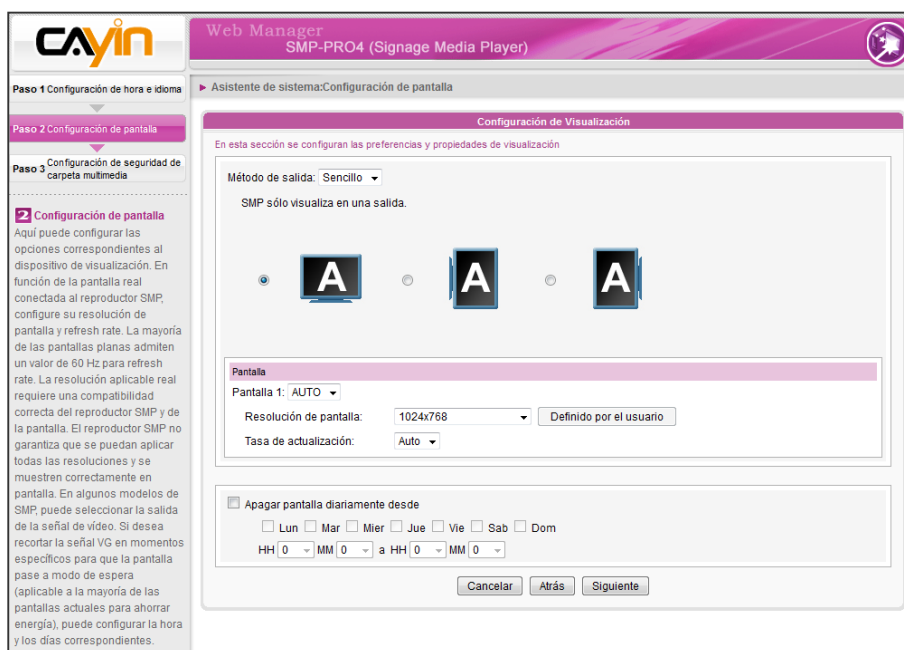 CAYIN
Web Manager
SMP-PRO4 (Signage Media Player)
Paso 1 Configuración de hora e idioma
Paso 2 Configuración de pantalla
Paso 3 Configuración de seguridad de
carpeta multimedia
2 Configuración de pantalla
Aquí puede configurar las
opciones correspondientes al
dispositivo de visualización. En
función de la pantalla real
conectada al reproductor SMP,
configure su resolución de
pantalla y refresh rate. La mayoría
de las pantallas planas admiten
un valor de 60 Hz para refresh
rate. La resolución aplicable real
requiere una compatibilidad
correcta del reproductor SMP y de
la pantalla. El reproductor SMP no
garantiza que se puedan aplicar
todas las resoluciones y se
muestren correctamente en
pantalla. En algunos modelos de
SMP, puede seleccionar la salida
de la señal de vídeo. Si desea
recortar la señal VG en momentos
específicos para que la pantalla
pase a modo de espera
(aplicable a la mayoría de las
pantallas actuales para ahorrar
energía), puede configurar la hora
y los días correspondientes.
Asistente de sistema:Configuración de pantalla
Configuración de Visualización
En esta sección se configuran las preferencias y propiedades de visualización
Método de salida: Sencillo
SMP sólo visualiza en una salida.
A A A
Pantalla
Pantalla 1: AUTO
Resolución de pantalla: 1024x768 Definido por el usuario
Tasa de actualización: Auto
Apagar pantalla diariamente desde
Lun Mar Mier Jue Vie Sab Dom
HH 0 MM 0 a HH 0 MM 0
Cancelar Atrás Siguiente